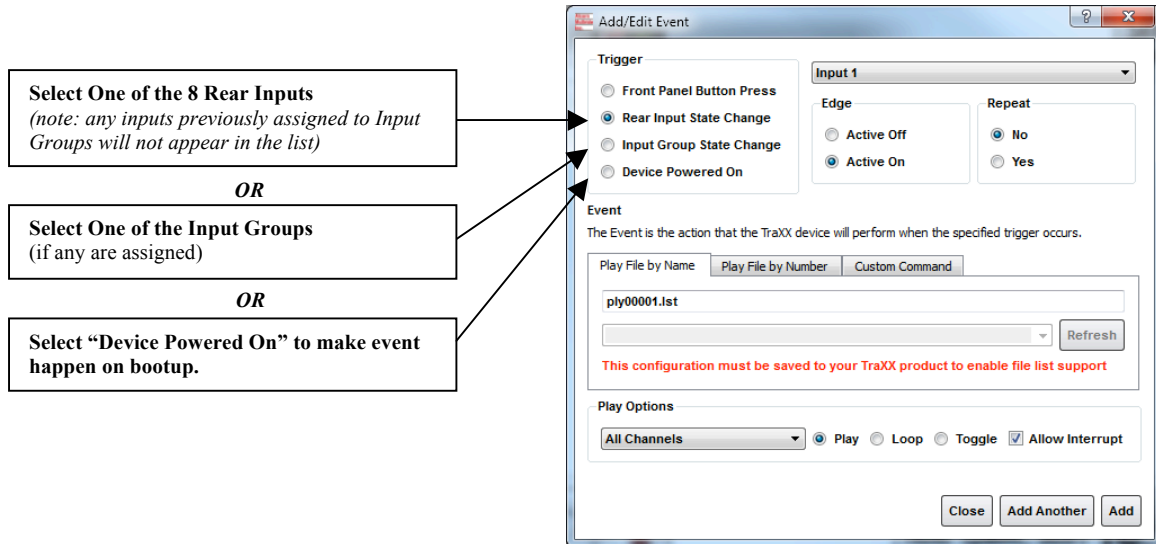 Select One of the 8 Rear Inputs
(note: any inputs previously assigned to Input
Groups will not appear in the list)
OR
Select One of the Input Groups
(if any are assigned)
OR
Select “Device Powered On” to make event
happen on bootup.
Add/Edit Event
Trigger
Front Panel Button Press
Rear Input State Change
Input Group State Change
Device Powered On
Input 1
Edge
Active Off
Active On
Repeat
No
Yes
Event
The Event is the action that the TraXX device will perform when the specified trigger occurs.
Play File by Name
Play File by Number
Custom Command
ply00001.lst
Refresh
This configuration must be saved to your TraXX product to enable file list support
Play Options
All Channels
Play
Loop
Toggle
Allow Interrupt
Close
Add Another
Add